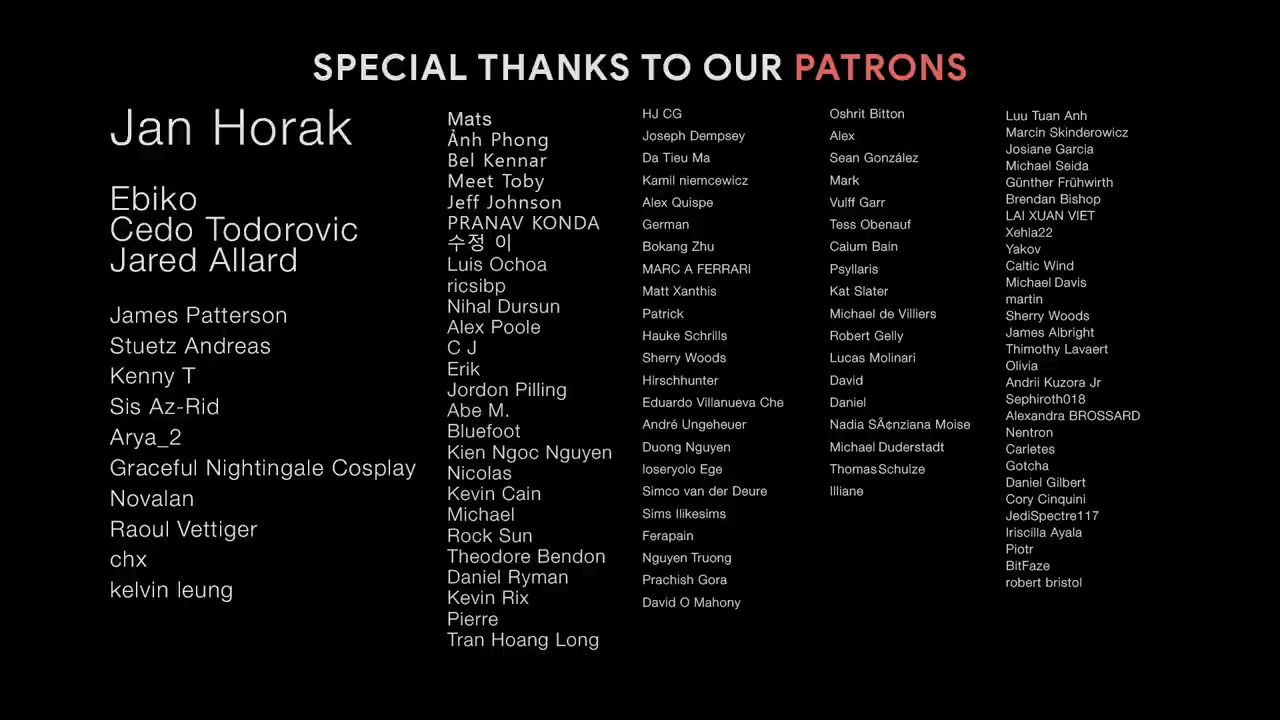 SPECIAL THANKS TO OUR PATRONS
Jan Horak
Ebiko
Cedo Todorovic
Jared Allard
James Patterson
Stuetz Andreas
Kenny T
Sis Az-Rid
Arya_2
Graceful Nightingale Cosplay
Novalan
Raoul Vettiger
chx
kelvin leung
Mats
Ảnh Phong
Bel Kennar
Meet Toby
Jeff Johnson
PRANAV KONDA
수정 이
Luis Ochoa
ricsibp
Nihal Dursun
Alex Poole
C J
Erik
Jordon Pilling
Abe M.
Bluefoot
Kien Ngoc Nguyen
Nicolas
Kevin Cain
Michael
Rock Sun
Theodore Bendon
Daniel Ryman
Kevin Rix
Pierre
Tran Hoang Long
HJ CG
Joseph Dempsey
Da Tieu Ma
Kamil niemcewicz
Alex Quispe
German
Bokang Zhu
MARC A FERRARI
Matt Xanthis
Patrick
Hauke Schrills
Sherry Woods
Hirschhunter
Eduardo Villanueva Che
André Ungeheuer
Duong Nguyen
loseryolo Ege
Simco van der Deure
Sims Ilikesims
Ferapain
Nguyen Truong
Prachish Gora
David O Mahony
Oshrit Bitton
Alex
Sean González
Mark
Vulff Garr
Tess Obenauf
Calum Bain
Psyllaris
Kat Slater
Michael de Villiers
Robert Gelly
Lucas Molinari
David
Daniel
Nadia SÃ¢nziana Moise
Michael Duderstadt
Thomas Schulze
Illiane
Luu Tuan Anh
Marcin Skinderowicz
Josiane Garcia
Michael Seida
Günther Frühwirth
Brendan Bishop
LAI XUAN VIET
Xehla22
Yakov
Caltic Wind
Michael Davis
martin
Sherry Woods
James Albright
Thimothy Lavaert
Olivia
Andrii Kuzora Jr
Sephiroth018
Alexandra BROSSARD
Nentron
Carletes
Gotcha
Daniel Gilbert
Cory Cinquini
JediSpectre117
Iriscilla Ayala
Piotr
BitFaze
robert bristol